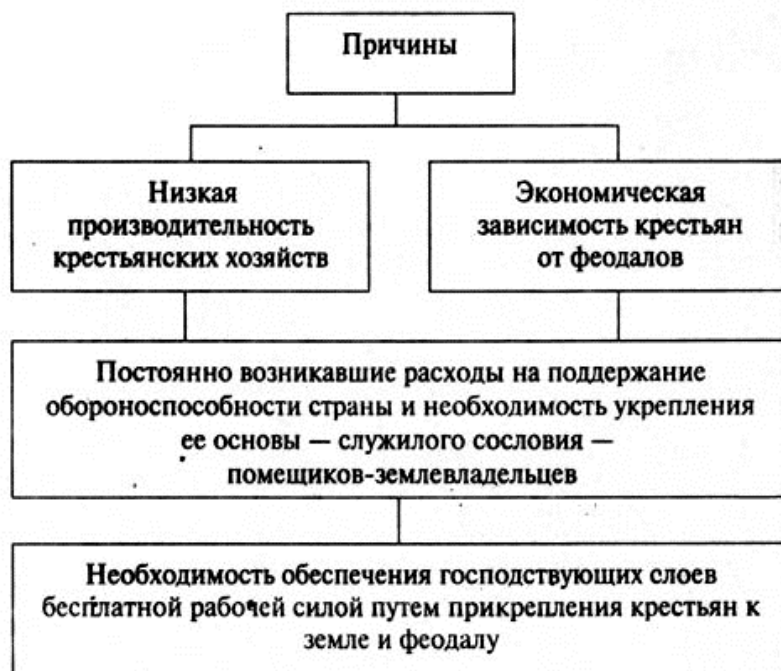 Причины
Низкая
производительность
крестьянских хозяйств
Экономическая
зависимость крестьян
от феодалов
Постоянно возникавшие расходы на поддержание
обороноспособности страны и необходимость укрепления
ее основы — служилого сословия —
помещиков-землевладельцев
Необходимость обеспечения господствующих слоев
бесплатной рабочей силой путем прикрепления крестьян к
земле и феодалу